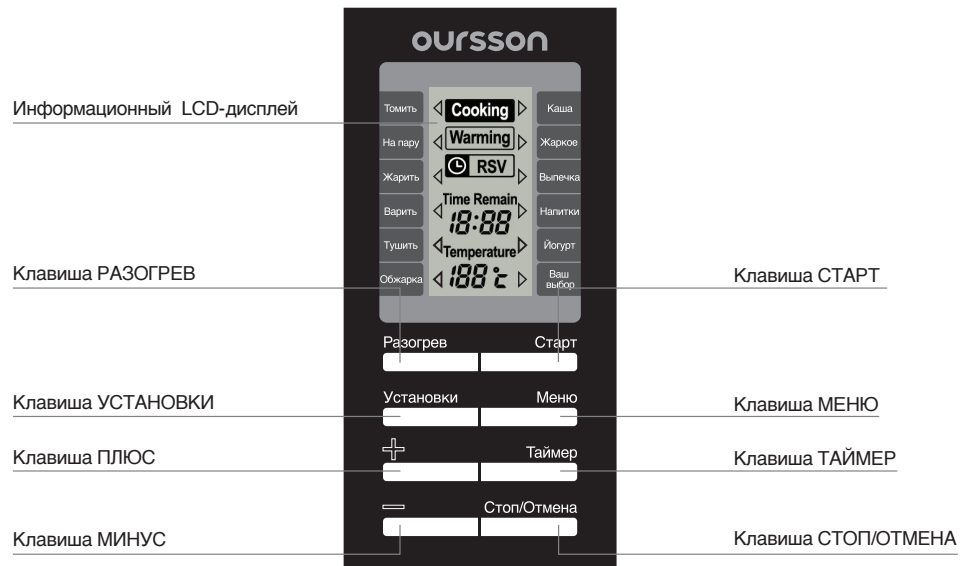 oursson
Информационный LCD-дисплей
Томить
Cooking
Каша
На пару
Warming
Жаркое
Жарить
RSV
Выпечка
Варить
Time Remain
18:88
Напитки
Тушить
Temperature
Йогурт
Обжарка
188 °c
Ваш
выбор
Клавиша РАЗОГРЕВ
Клавиша СТАРТ
Разогрев
Старт
Клавиша УСТАНОВКИ
Установки
Меню
Клавиша МЕНЮ
Клавиша ПЛЮС
Таймер
Клавиша ТАЙМЕР
Стоп/Отмена
Клавиша МИНУС
Клавиша СТОП/ОТМЕНА